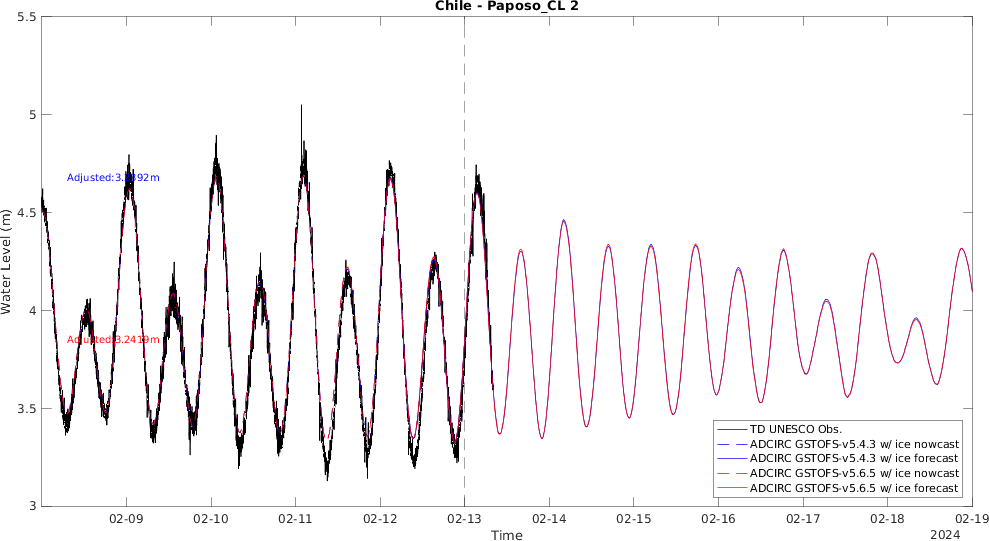 Chile - Paposo_CL 2
5.5
5
4.5
4
3.5
3
Water Level (m)
Adjusted:3.2419m
02-09
02-10
02-11
02-12
02-13
02-14
02-15
02-16
02-17
02-18
02-19
Time
2024
TD UNESCO Obs.
ADCIRC GSTOFS-v5.4.3 w/ ice nowcast
ADCIRC GSTOFS-v5.4.3 w/ ice forecast
ADCIRC GSTOFS-v5.6.5 w/ ice nowcast
ADCIRC GSTOFS-v5.6.5 w/ ice forecast